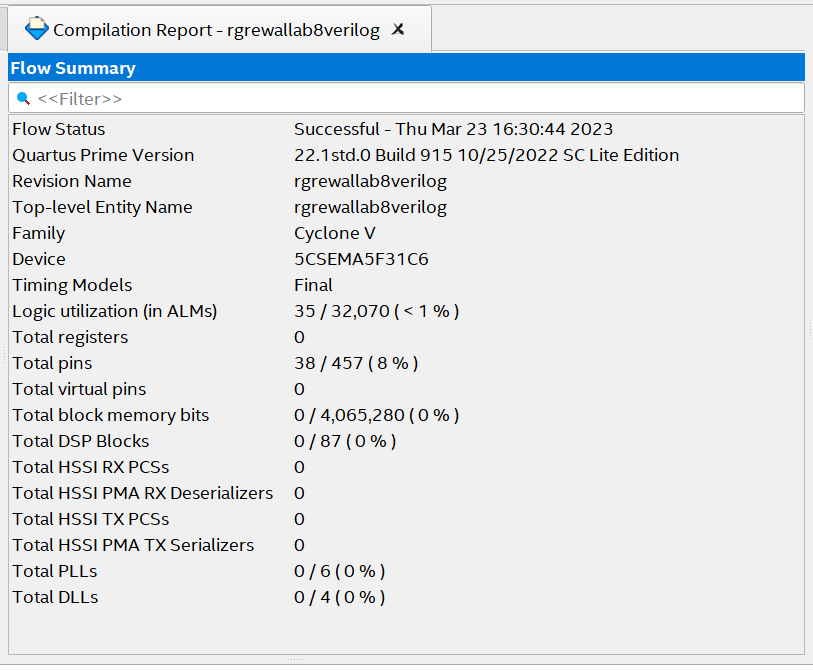 Compilation Report - rgrewallab8verilog
Flow Summary
<<Filter>>
Flow Status Successful - Thu Mar 23 16:30:44 2023
Quartus Prime Version 22.1std.0 Build 915 10/25/2022 SC Lite Edition
Revision Name rgrewallab8verilog
Top-level Entity Name rgrewallab8verilog
Family Cyclone V
Device 5CSEMA5F31C6
Timing Models Final
Logic utilization (in ALMs) 35 / 32,070 ( < 1 % )
Total registers 0
Total pins 38 / 457 ( 8 % )
Total virtual pins 0
Total block memory bits 0 / 4,065,280 ( 0 % )
Total DSP Blocks 0 / 87 ( 0 % )
Total HSSI RX PCSs 0
Total HSSI PMA RX Deserializers 0
Total HSSI TX PCSs 0
Total HSSI PMA TX Serializers 0
Total PLLs 0 / 6 ( 0 % )
Total DLLs 0 / 4 ( 0 % )